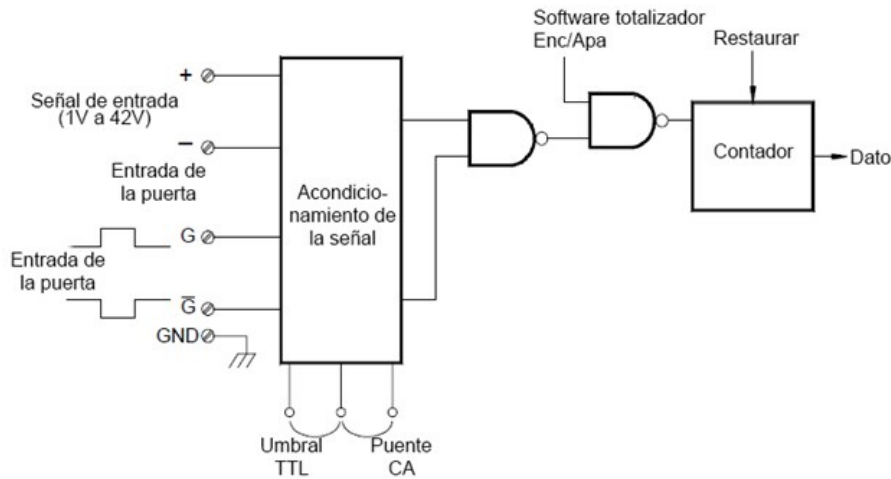 Software totalizador
Enc/Apa
Restaurar
+
Señal de entrada
(1V a 42V)
−
Entrada de
la puerta
Acondicio-
namiento de
la señal
Contador
Dato
G
Entrada de
la puerta
G̅
GND
Umbral
TTL
Puente
CA